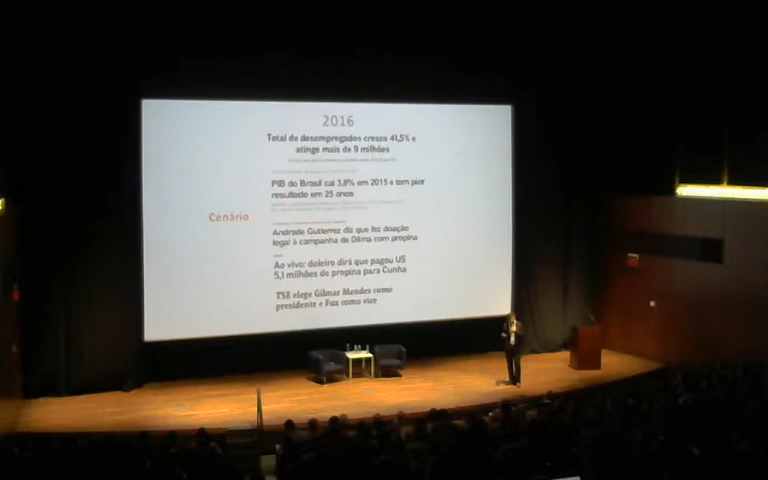 2016
Total de desempregados cresce 41,5% e
atinge mais de 9 milhões
PIB do Brasil cai 3,8% em 2015 e tem pior
resultado em 25 anos
Cenário
Andrade Gutierrez diz que fez doação
legal à campanha de Dilma com propina
Ao vivo: doleiro dirá que pagou US
5,1 milhões de propina para Cunha
TSE elege Gilmar Mendes como
presidente e Fux como vice